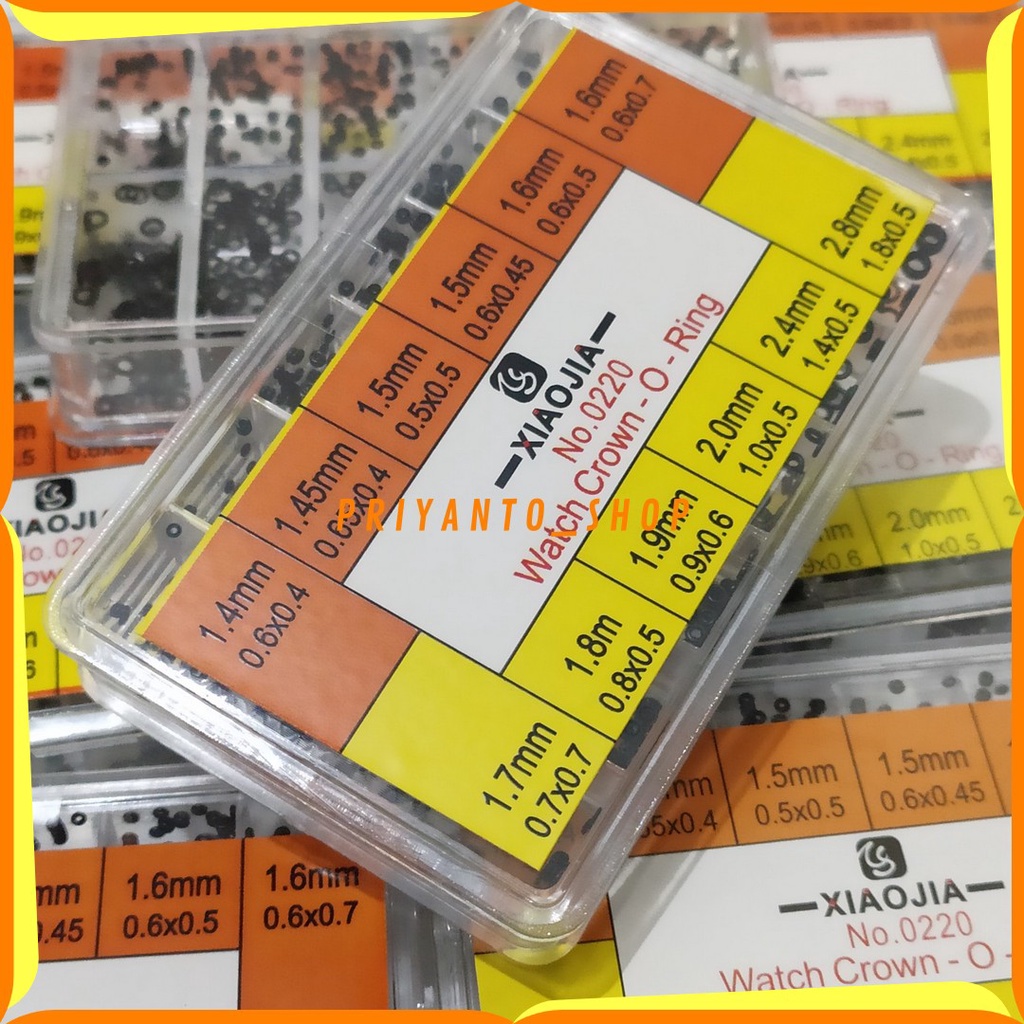 1.6mm
0.6x0.7
1.6mm
0.6x0.5
1.5mm
0.6x0.45
1.5mm
0.5x0.5
1.45mm
1.4mm
0.6x0.4
XIAOJIA
No.0220
Watch Crown - O - Ring
2.8mm
1.8x0.5
2.4mm
1.4x0.5
2.0mm
1.0x0.5
1.9mm
0.9x0.6
1.8m
0.8x0.5
1.7mm
0.7x0.7
PRIYANTO SHOP
2.4mm
- O - Ring
2.0mm
1.0x0.5
XIAOJIA
1.6mm
0.6x0.5
1.6mm
0.6x0.7
1.5mm
0.5x0.5
1.5mm
0.6x0.45
XIAOJIA
No.0220
Watch Crown - O -